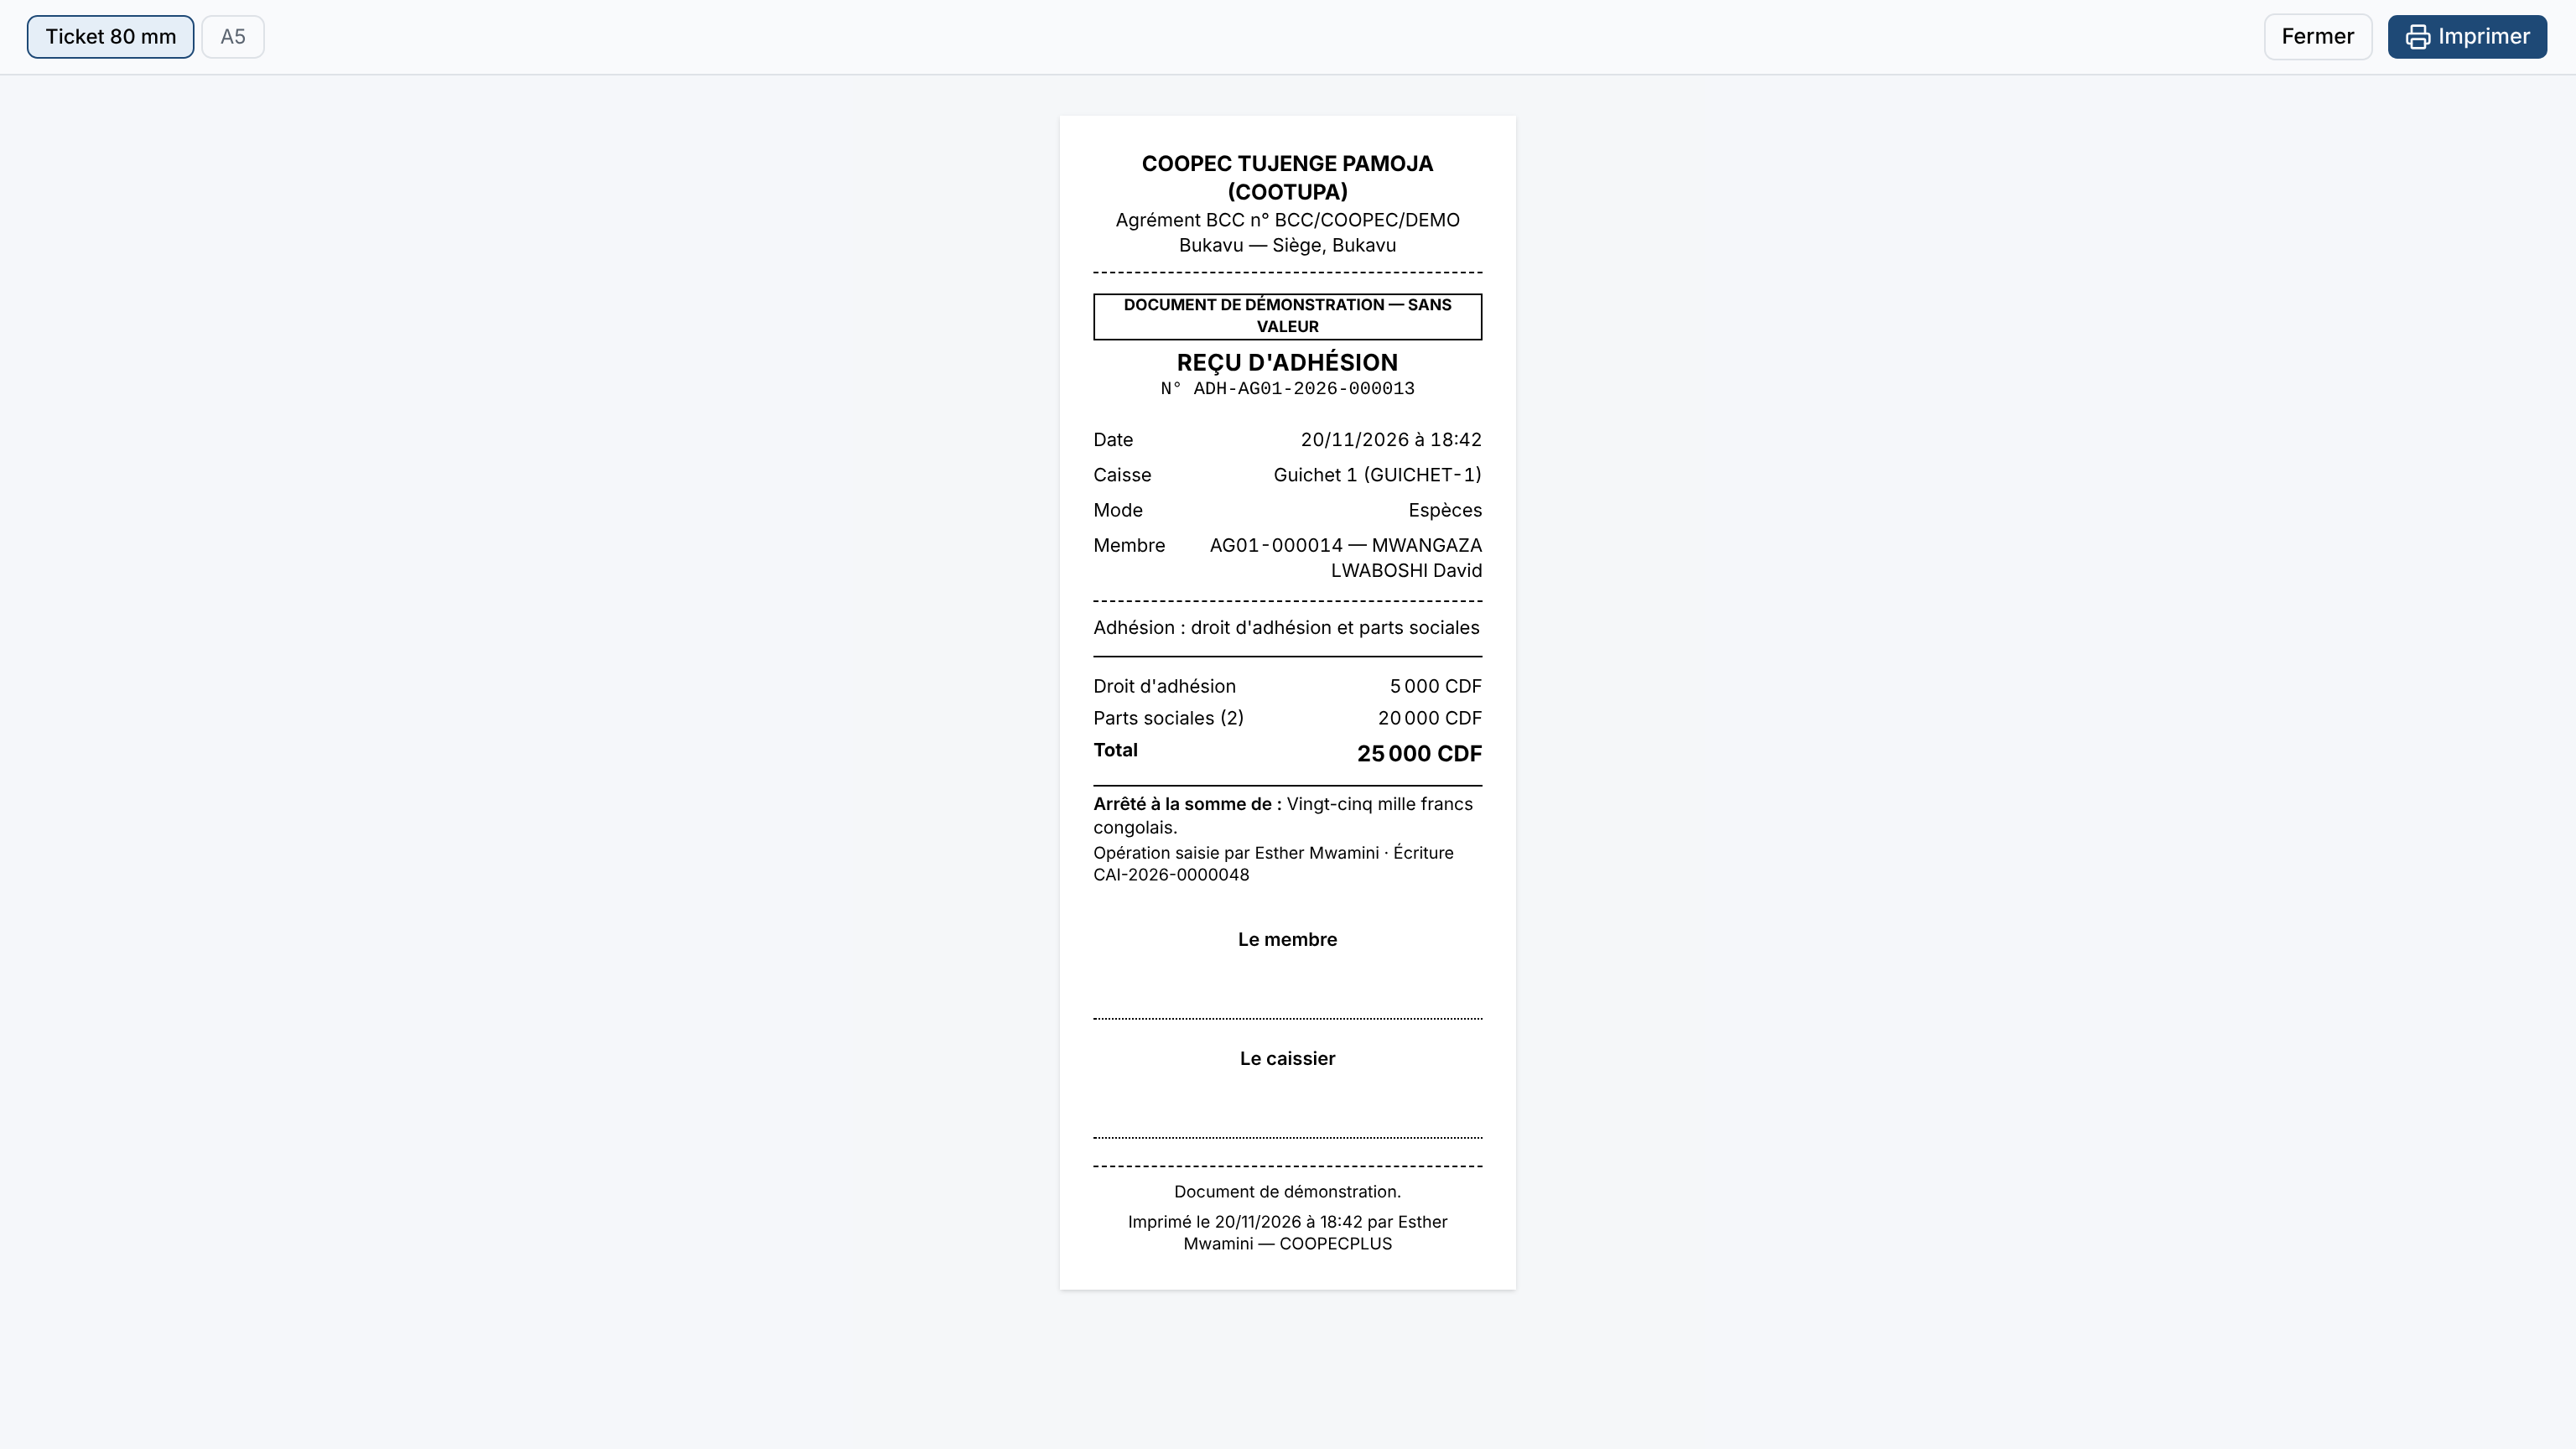 Ticket 80 mm
A5
Fermer
Imprimer
COOPEC TUJENGE PAMOJA
(COOTUPA)
Agrément BCC n° BCC/COOPEC/DEMO
Bukavu — Siège, Bukavu
DOCUMENT DE DÉMONSTRATION — SANS
VALEUR
REÇU D'ADHÉSION
N° ADH-AG01-2026-000013
Date 20/11/2026 à 18:42
Caisse Guichet 1 (GUICHET-1)
Mode Espèces
Membre AG01-000014 — MWANGAZA
LWABOSHI David
Adhésion : droit d'adhésion et parts sociales
Droit d'adhésion 5 000 CDF
Parts sociales (2) 20 000 CDF
Total 25 000 CDF
Arrêté à la somme de : Vingt-cinq mille francs
congolais.
Opération saisie par Esther Mwamini · Écriture
CAI-2026-0000048
Le membre
Le caissier
Document de démonstration.
Imprimé le 20/11/2026 à 18:42 par Esther
Mwamini — COOPECPLUS